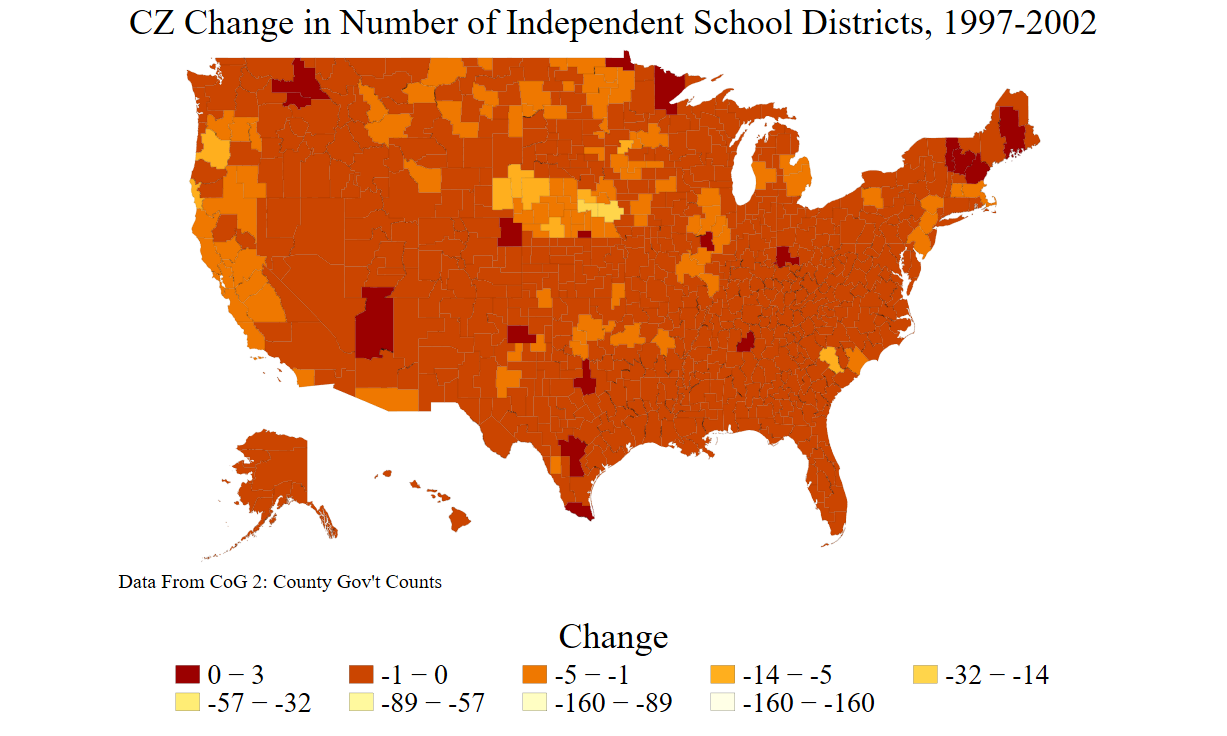 CZ Change in Number of Independent School Districts, 1997-2002
Data From CoG 2: County Gov't Counts
Change
0 − 3 -1 − 0 -5 − -1 -14 − -5 -32 − -14
-57 − -32 -89 − -57 -160 − -89 -160 − -160